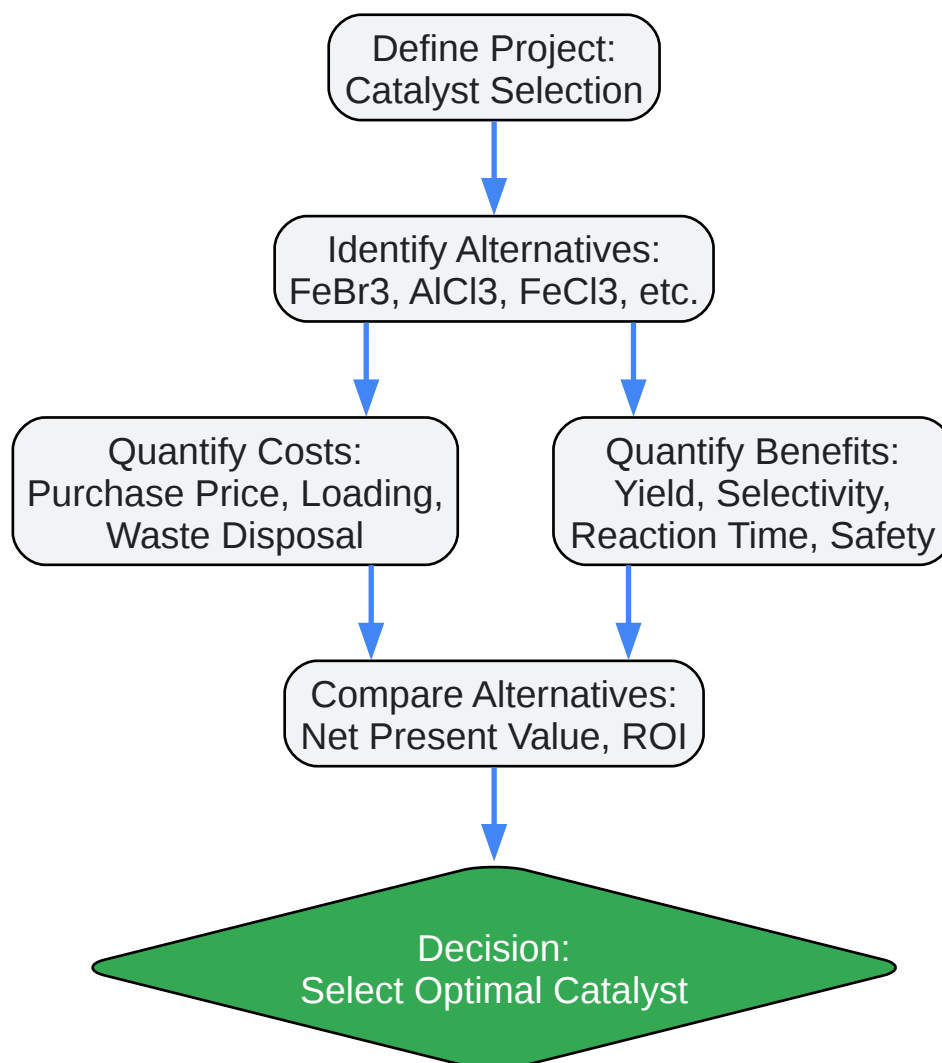 Define Project:
Catalyst Selection
Identify Alternatives:
FeBr3, AlCl3, FeCl3, etc.
Quantify Costs:
Purchase Price, Loading,
Waste Disposal
Quantify Benefits:
Yield, Selectivity,
Reaction Time, Safety
Compare Alternatives:
Net Present Value, ROI
Decision:
Select Optimal Catalyst